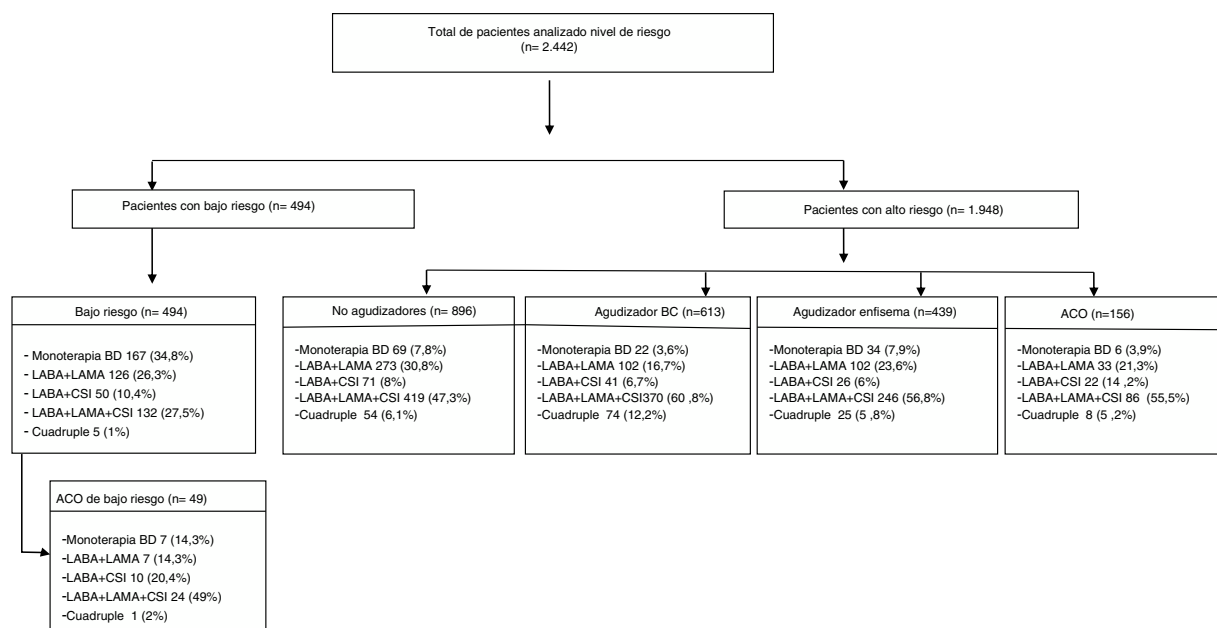 Total de pacientes analizado nivel de riesgo
(n= 2.442)
Pacientes con bajo riesgo (n= 494)
Pacientes con alto riesgo (n= 1.948)
Bajo riesgo (n= 494)
- Monoterapia BD 167 (34,8%)
- LABA+LAMA 126 (26,3%)
- LABA+CSI 50 (10,4%)
- LABA+LAMA+CSI 132 (27,5%)
- Cuadruple 5 (1%)
No agudizadores (n= 896)
-Monoterapia BD 69 (7,8%)
-LABA+LAMA 273 (30,8%)
-LABA+CSI 71 (8%)
-LABA+LAMA+CSI 419 (47,3%)
-Cuadruple 54 (6,1%)
Agudizador BC (n=613)
-Monoterapia BD 22 (3,6%)
-LABA+LAMA 102 (16,7%)
-LABA+CSI 41 (6,7%)
-LABA+LAMA+CSI370 (60 ,8%)
-Cuadruple 74 (12,2%)
Agudizador enfisema (n=439)
-Monoterapia BD 34 (7,9%)
-LABA+LAMA 102 (23,6%)
-LABA+CSI 26 (6%)
-LABA+LAMA+CSI 246 (56,8%)
-Cuadruple 25 (5 ,8%)
ACO (n=156)
-Monoterapia BD 6 (3,9%)
-LABA+LAMA 33 (21,3%)
-LABA+CSI 22 (14 ,2%)
-LABA+LAMA+CSI 86 (55,5%)
-Cuadruple 8 (5 ,2%)
ACO de bajo riesgo (n= 49)
-Monoterapia BD 7 (14,3%)
-LABA+LAMA 7 (14,3%)
-LABA+CSI 10 (20,4%)
-LABA+LAMA+CSI 24 (49%)
-Cuadruple 1 (2%)